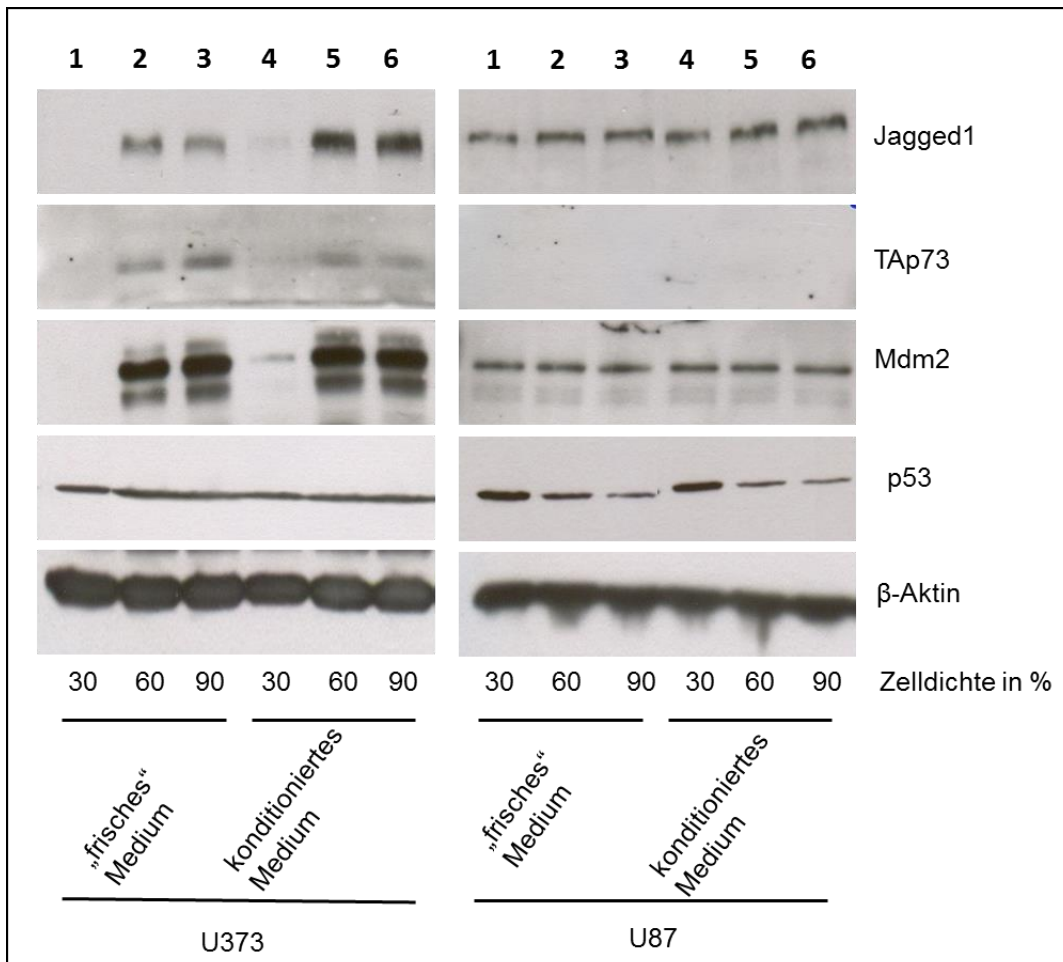 1 2 3 4 5 6 1 2 3 4 5 6
Jagged1
TAp73
Mdm2
p53
β-Aktin
30 60 90 30 60 90 30 60 90 30 60 90 Zelldichte in %
„frisches“
Medium
konditioniertes
Medium
„frisches“
Medium
konditioniertes
Medium
U373 U87